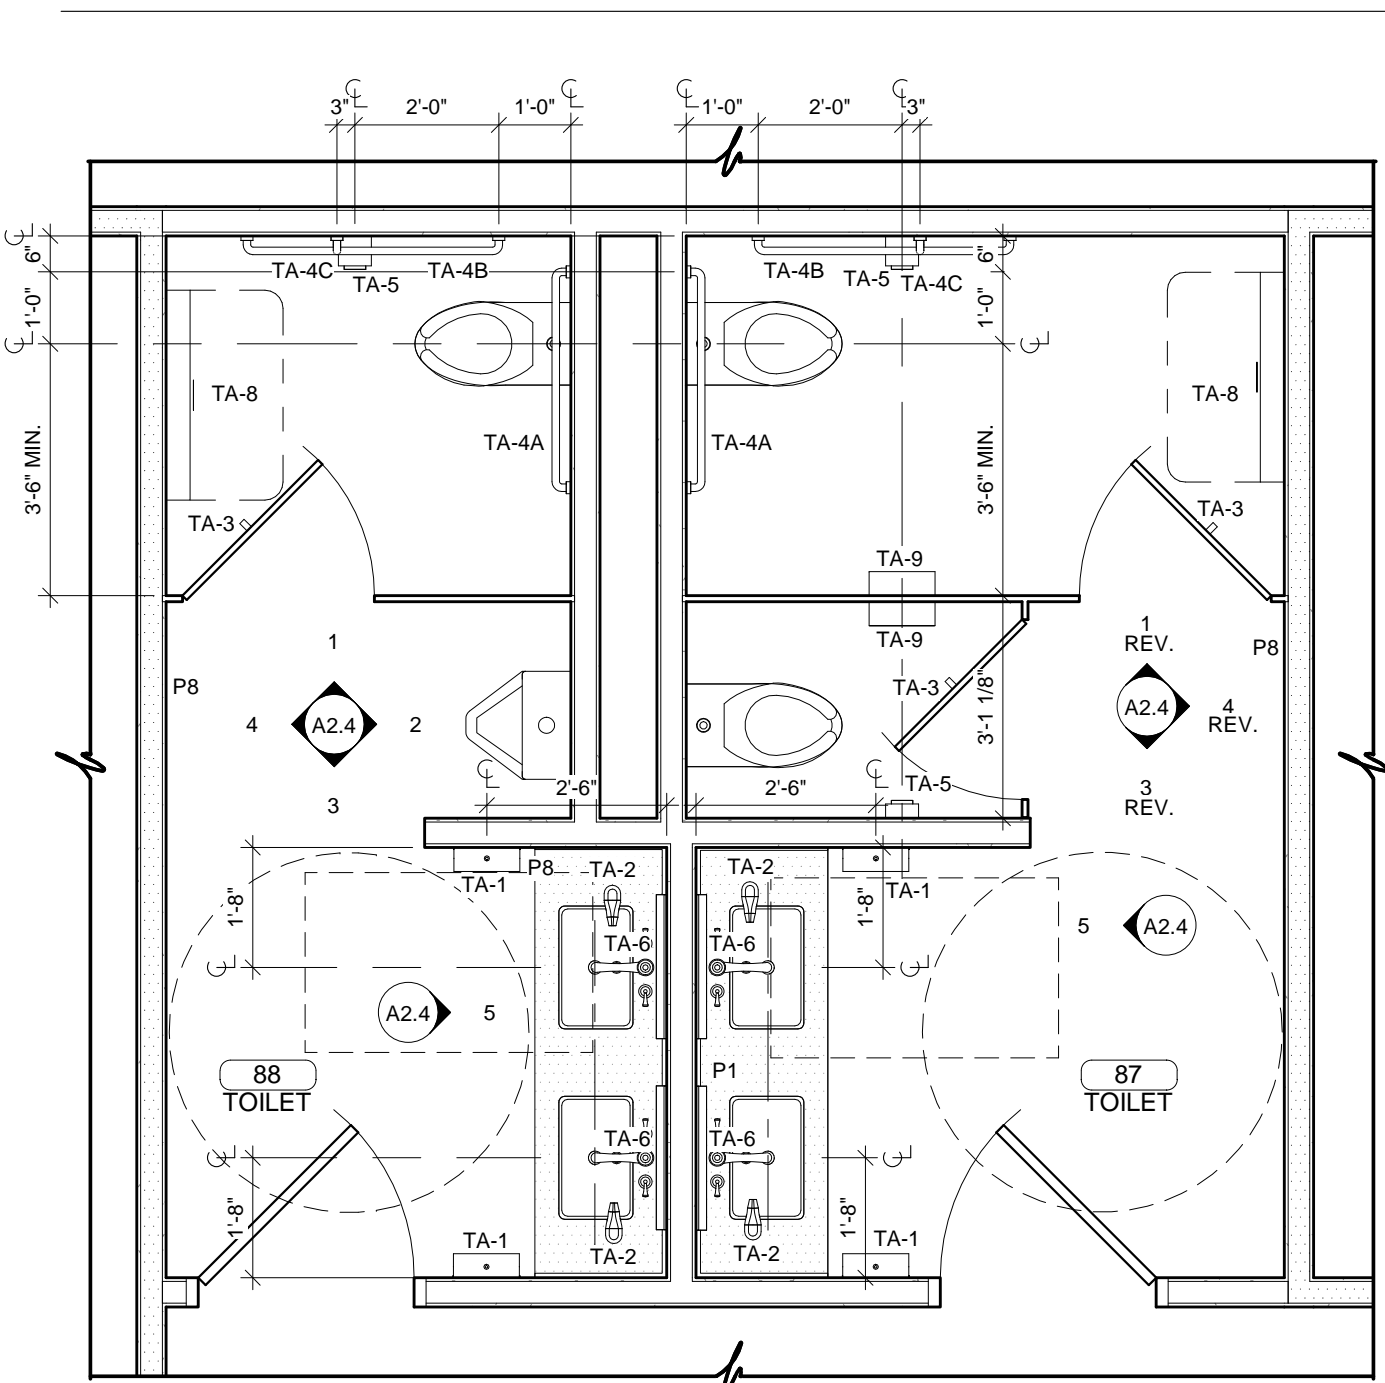 3" 2'-0" 1'-0" 1'-0" 2'-0" 3"
6" 6"
TA-4C TA-4B TA-4B TA-5 TA-4C
TA-5
1'-0" 1'-0"
TA-8 TA-8
TA-4A TA-4A
3'-6" MIN. 3'-6" MIN.
TA-3 TA-3
TA-9
TA-9
1 1
REV.
P8 TA-3 P8
4 A2.4 2 3'-1 1/8" A2.4 4
REV.
3 2'-6" 2'-6" TA-5 3
REV.
TA-1 P8 TA-2 TA-2 TA-1
1'-8" 1'-8"
TA-6 TA-6 5 A2.4
A2.4 5
88 P1 87
TOILET TOILET
TA-6 TA-6
1'-8" 1'-8"
TA-1 TA-2 TA-2 TA-1